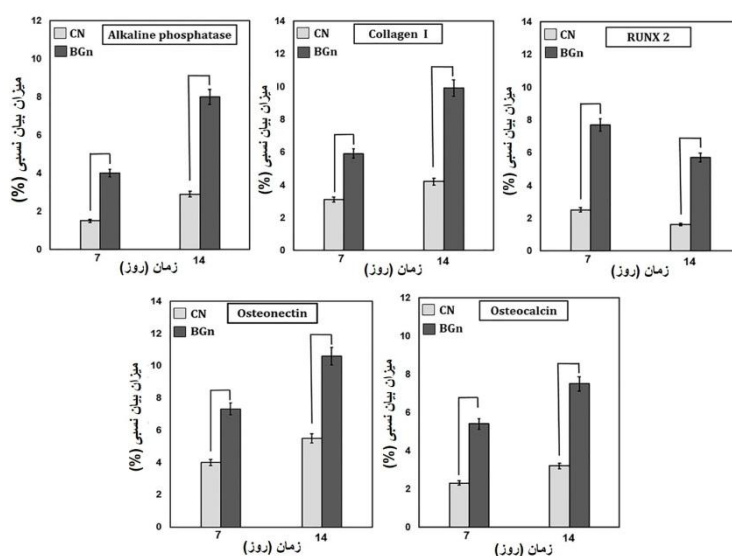 Alkaline phosphatase
CN
BGn
12
10
8
6
4
2
0
میزان بیان نسبی (%)
7
14
زمان (روز)
Collagen I
CN
BGn
14
12
10
8
6
4
2
0
میزان بیان نسبی (%)
7
14
زمان (روز)
RUNX 2
CN
BGn
12
10
8
6
4
2
0
میزان بیان نسبی (%)
7
14
زمان (روز)
Osteonectin
CN
BGn
14
12
10
8
6
4
2
0
میزان بیان نسبی (%)
7
14
زمان (روز)
Osteocalcin
CN
BGn
12
10
8
6
4
2
0
میزان بیان نسبی (%)
7
14
زمان (روز)